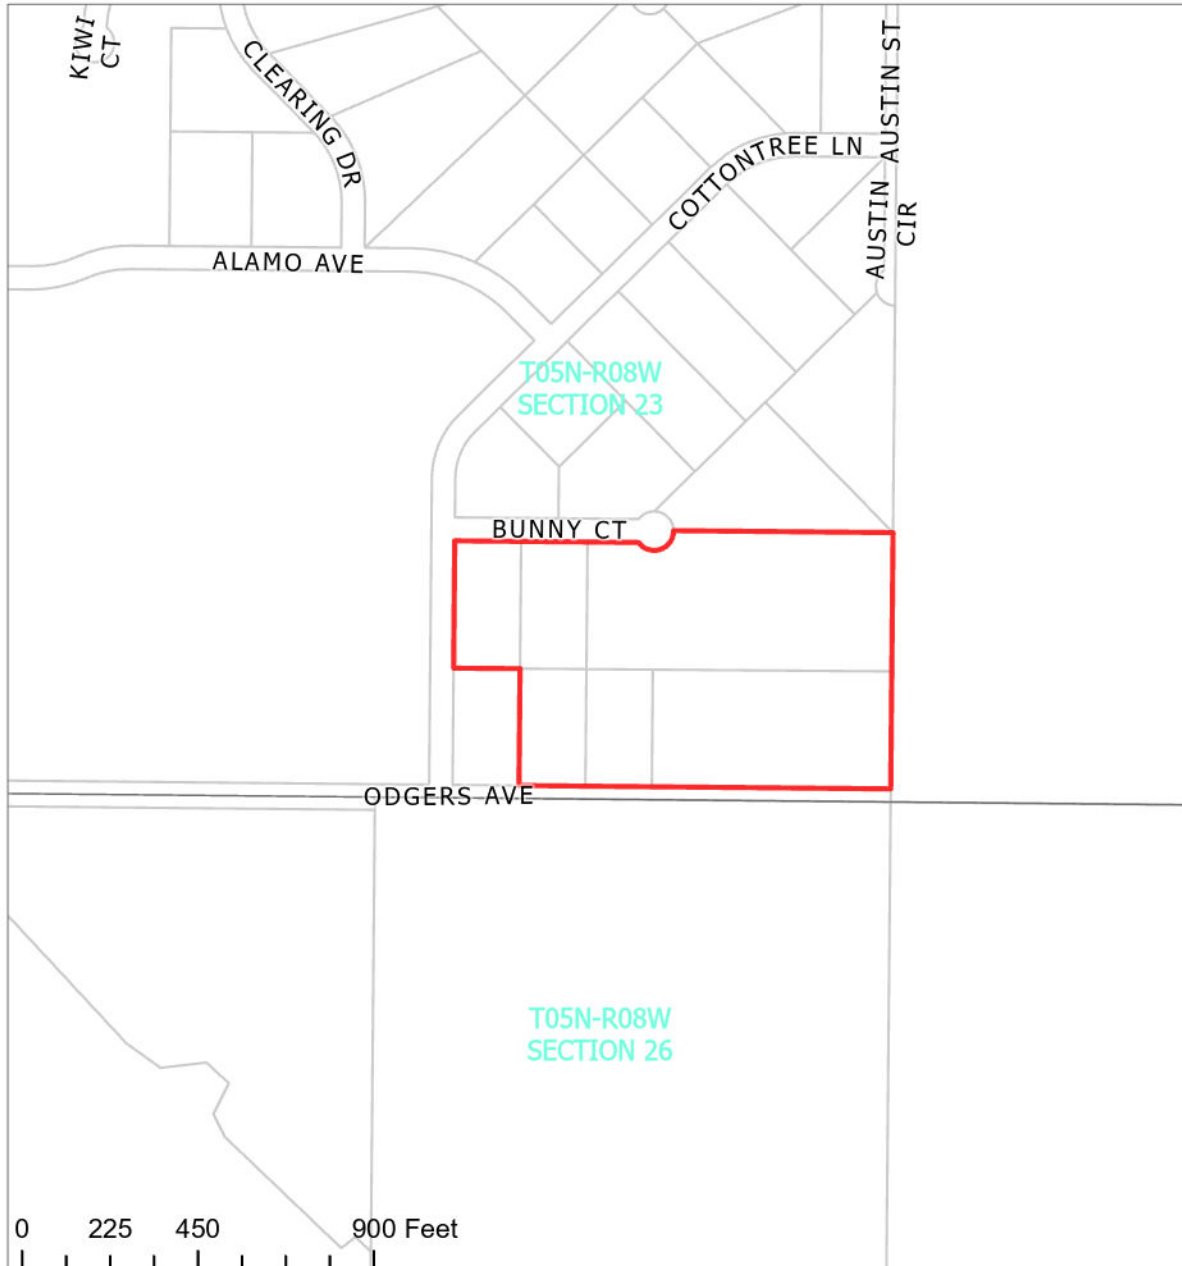 KIWI
CT
CLEARING DR
AUSTIN ST
COTTONTREE LN
AUSTIN
CIR
ALAMO AVE
T05N-R08W
SECTION 23
BUNNY CT
ODGERS AVE
T05N-R08W
SECTION 26
0 225 450 900 Feet